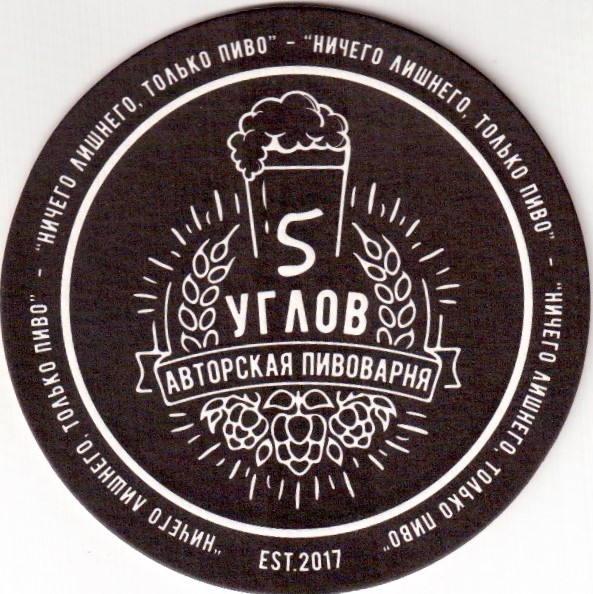 "НИЧЕГО ЛИШНЕГО, ТОЛЬКО ПИВО" - "НИЧЕГО ЛИШНЕГО, ТОЛЬКО ПИВО" - "НИЧЕГО ЛИШНЕГО, ТОЛЬКО ПИВО" - "НИЧЕГО ЛИШНЕГО, ТОЛЬКО ПИВО"
5
УГЛОВ
АВТОРСКАЯ ПИВОВАРНЯ
EST.2017